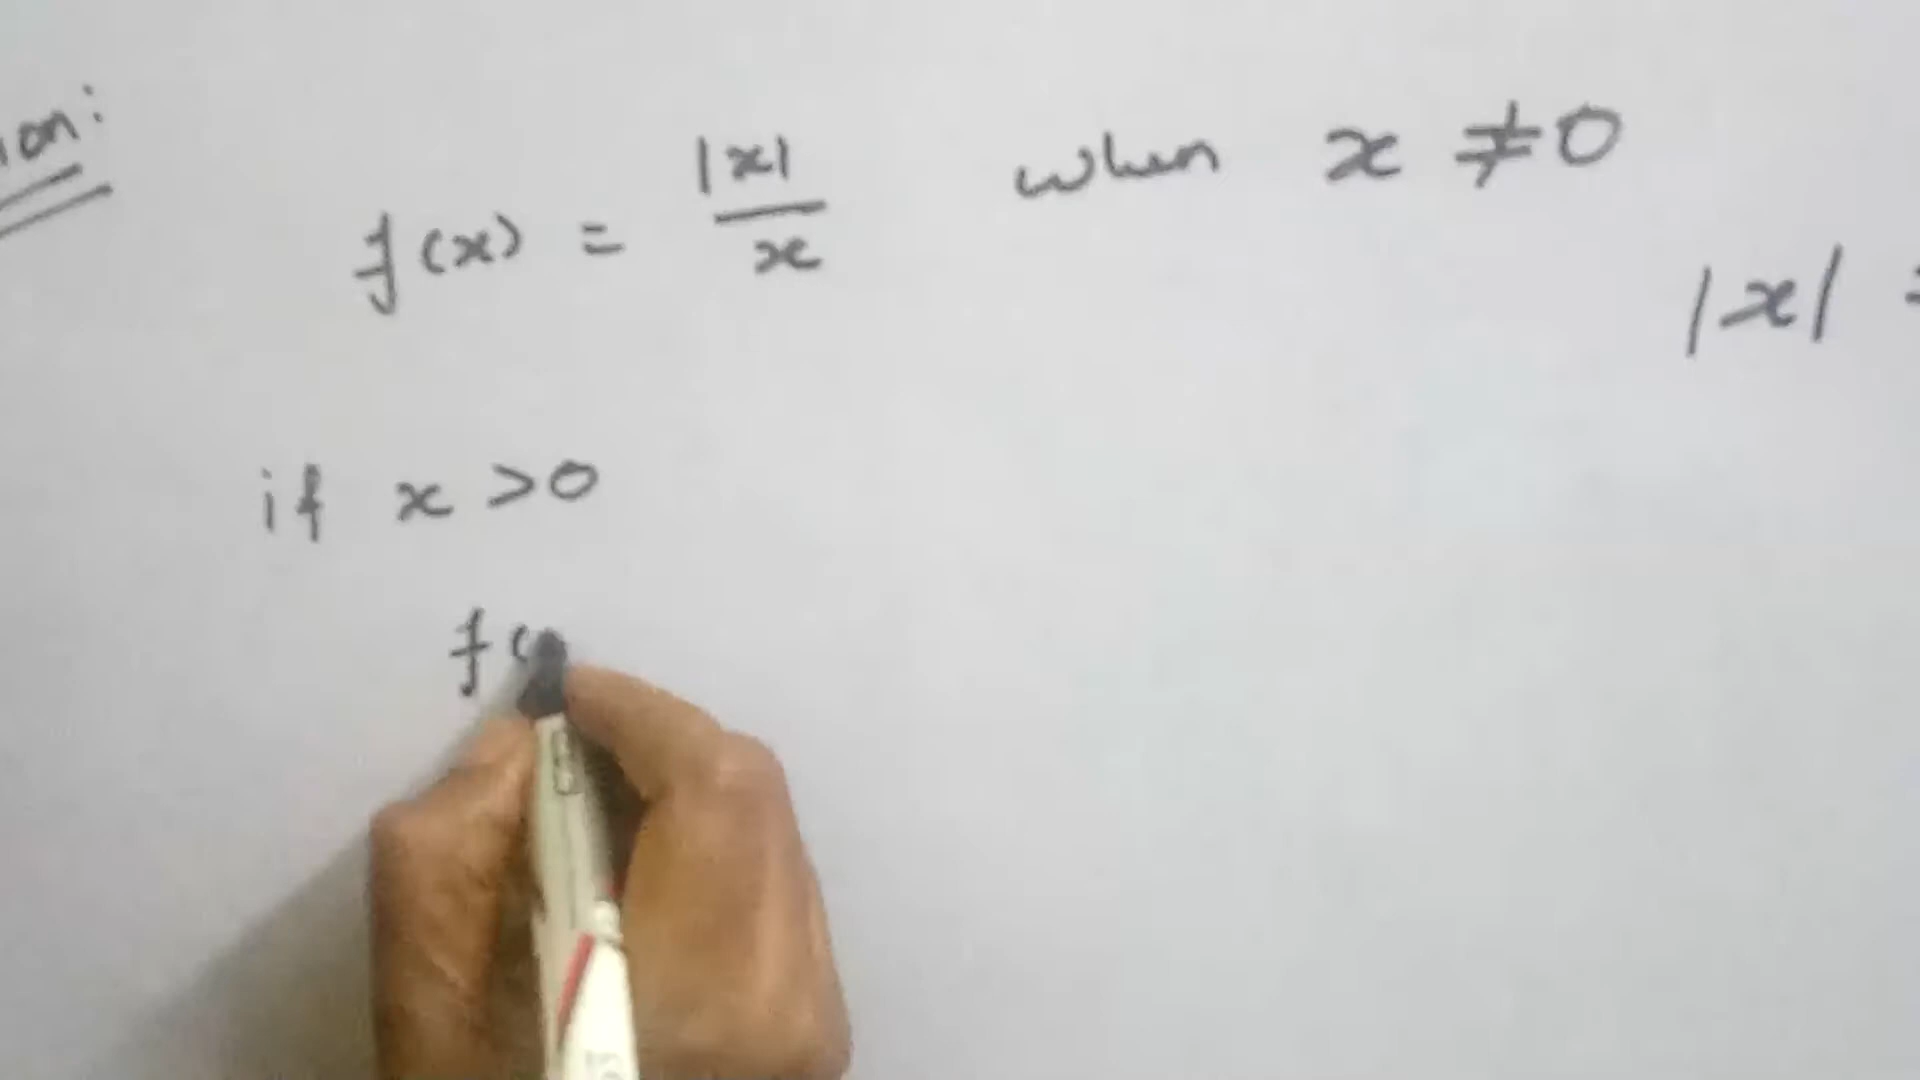 ion:
f(x) = |x| / x when x ≠ 0
|x| =
if x > 0
f(